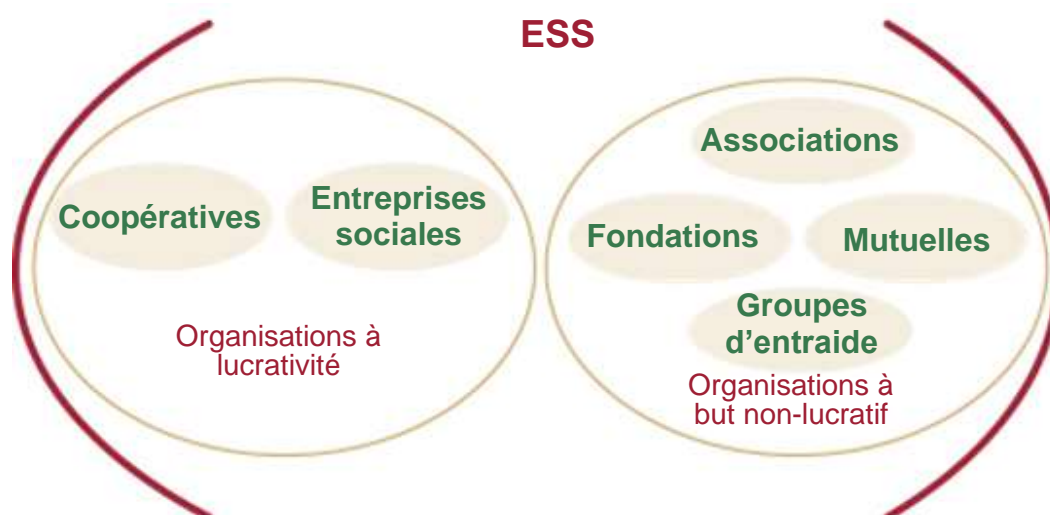 ESS
Coopératives
Entreprises
sociales
Organisations à
lucrativité
Associations
Fondations
Mutuelles
Groupes
d’entraide
Organisations à
but non-lucratif